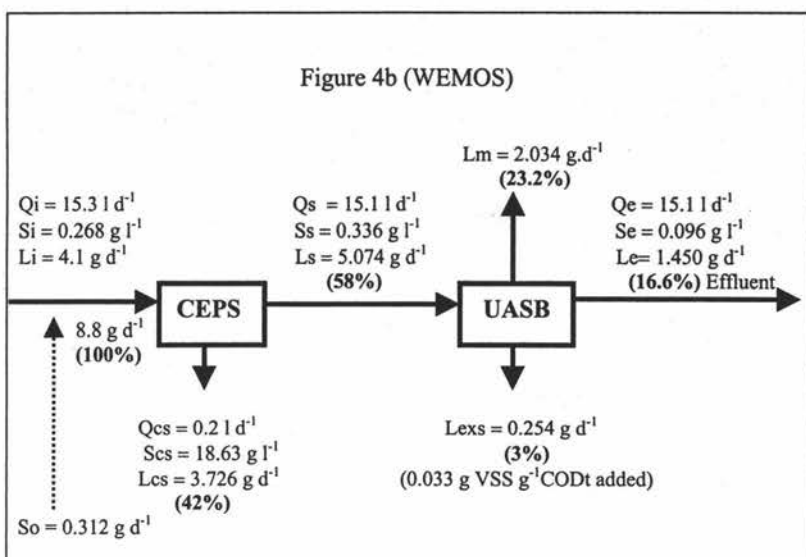 Figure 4b (WEMOS)
Lm = 2.034 g.d⁻¹
(23.2%)
Qi = 15.3 l d⁻¹
Si = 0.268 g l⁻¹
Li = 4.1 g d⁻¹
Qs = 15.1 l d⁻¹
Ss = 0.336 g l⁻¹
Ls = 5.074 g d⁻¹
(58%)
Qe = 15.1 l d⁻¹
Se = 0.096 g l⁻¹
Le= 1.450 g d⁻¹
(16.6%) Effluent
CEPS
UASB
8.8 g d⁻¹
(100%)
Qcs = 0.2 l d⁻¹
Scs = 18.63 g l⁻¹
Lcs = 3.726 g d⁻¹
(42%)
Lexs = 0.254 g d⁻¹
(3%)
(0.033 g VSS g⁻¹CODt added)
So = 0.312 g d⁻¹